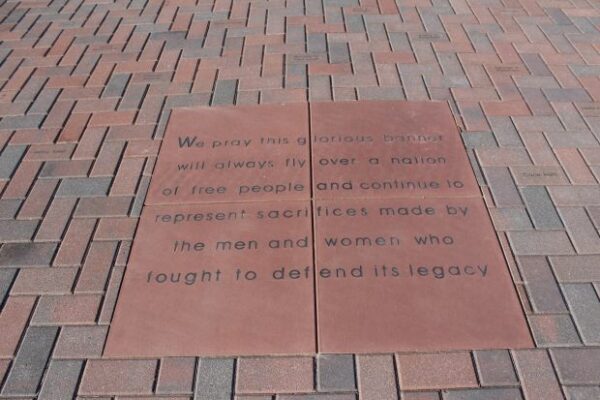 We pray this glorious banner
will always fly over a nation
of free people and continue to
represent sacrifices made by
the men and women who
fought to defend its legacy